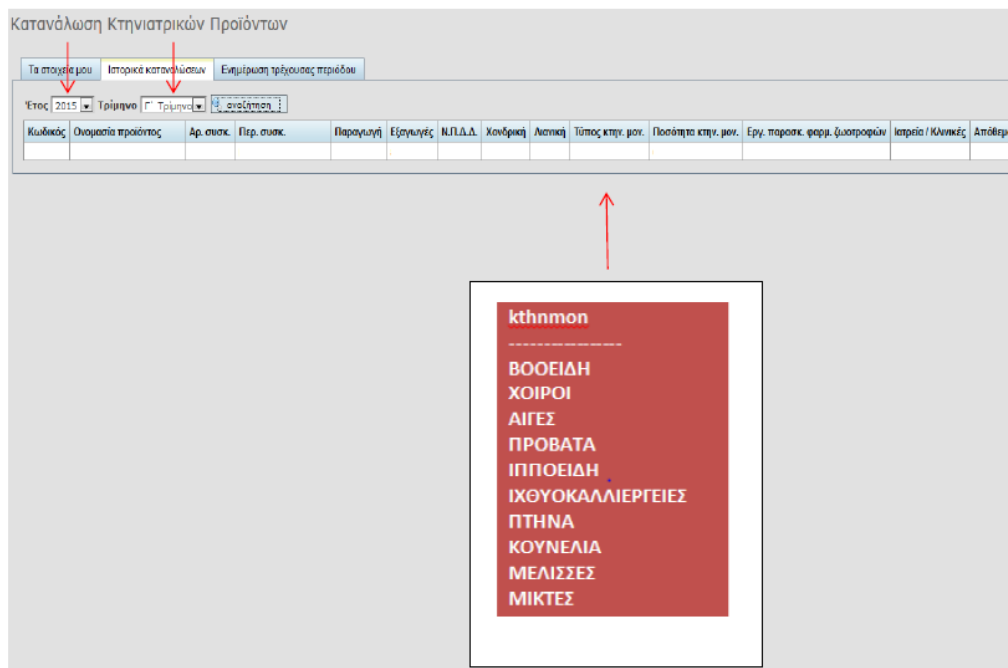 Κατανάλωση Κτηνιατρικών Προϊόντων
Τα στοιχεία μου Ιστορικά καταναλώσεων Ενημέρωση τρέχουσας περιόδου
Έτος 2015 Τρίμηνο Γ΄ Τρίμηνο αναζήτηση
Κωδικός Ονομασία προϊόντος Αρ. συσκ. Περ. συσκ. Παραγωγή Εξαγωγές Ν.Π.Δ.Δ. Χονδρική Λιανική Τύπος κτην. μον. Ποσότητα κτην. μον. Εργ. παρασκ. φαρμ. ζωοτροφών Ιατρεία / Κλινικές Απόθεμ
kthnmon
------------------
ΒΟΟΕΙΔΗ
ΧΟΙΡΟΙ
ΑΙΓΕΣ
ΠΡΟΒΑΤΑ
ΙΠΠΟΕΙΔΗ
ΙΧΘΥΟΚΑΛΛΙΕΡΓΕΙΕΣ
ΠΤΗΝΑ
ΚΟΥΝΕΛΙΑ
ΜΕΛΙΣΣΕΣ
ΜΙΚΤΕΣ